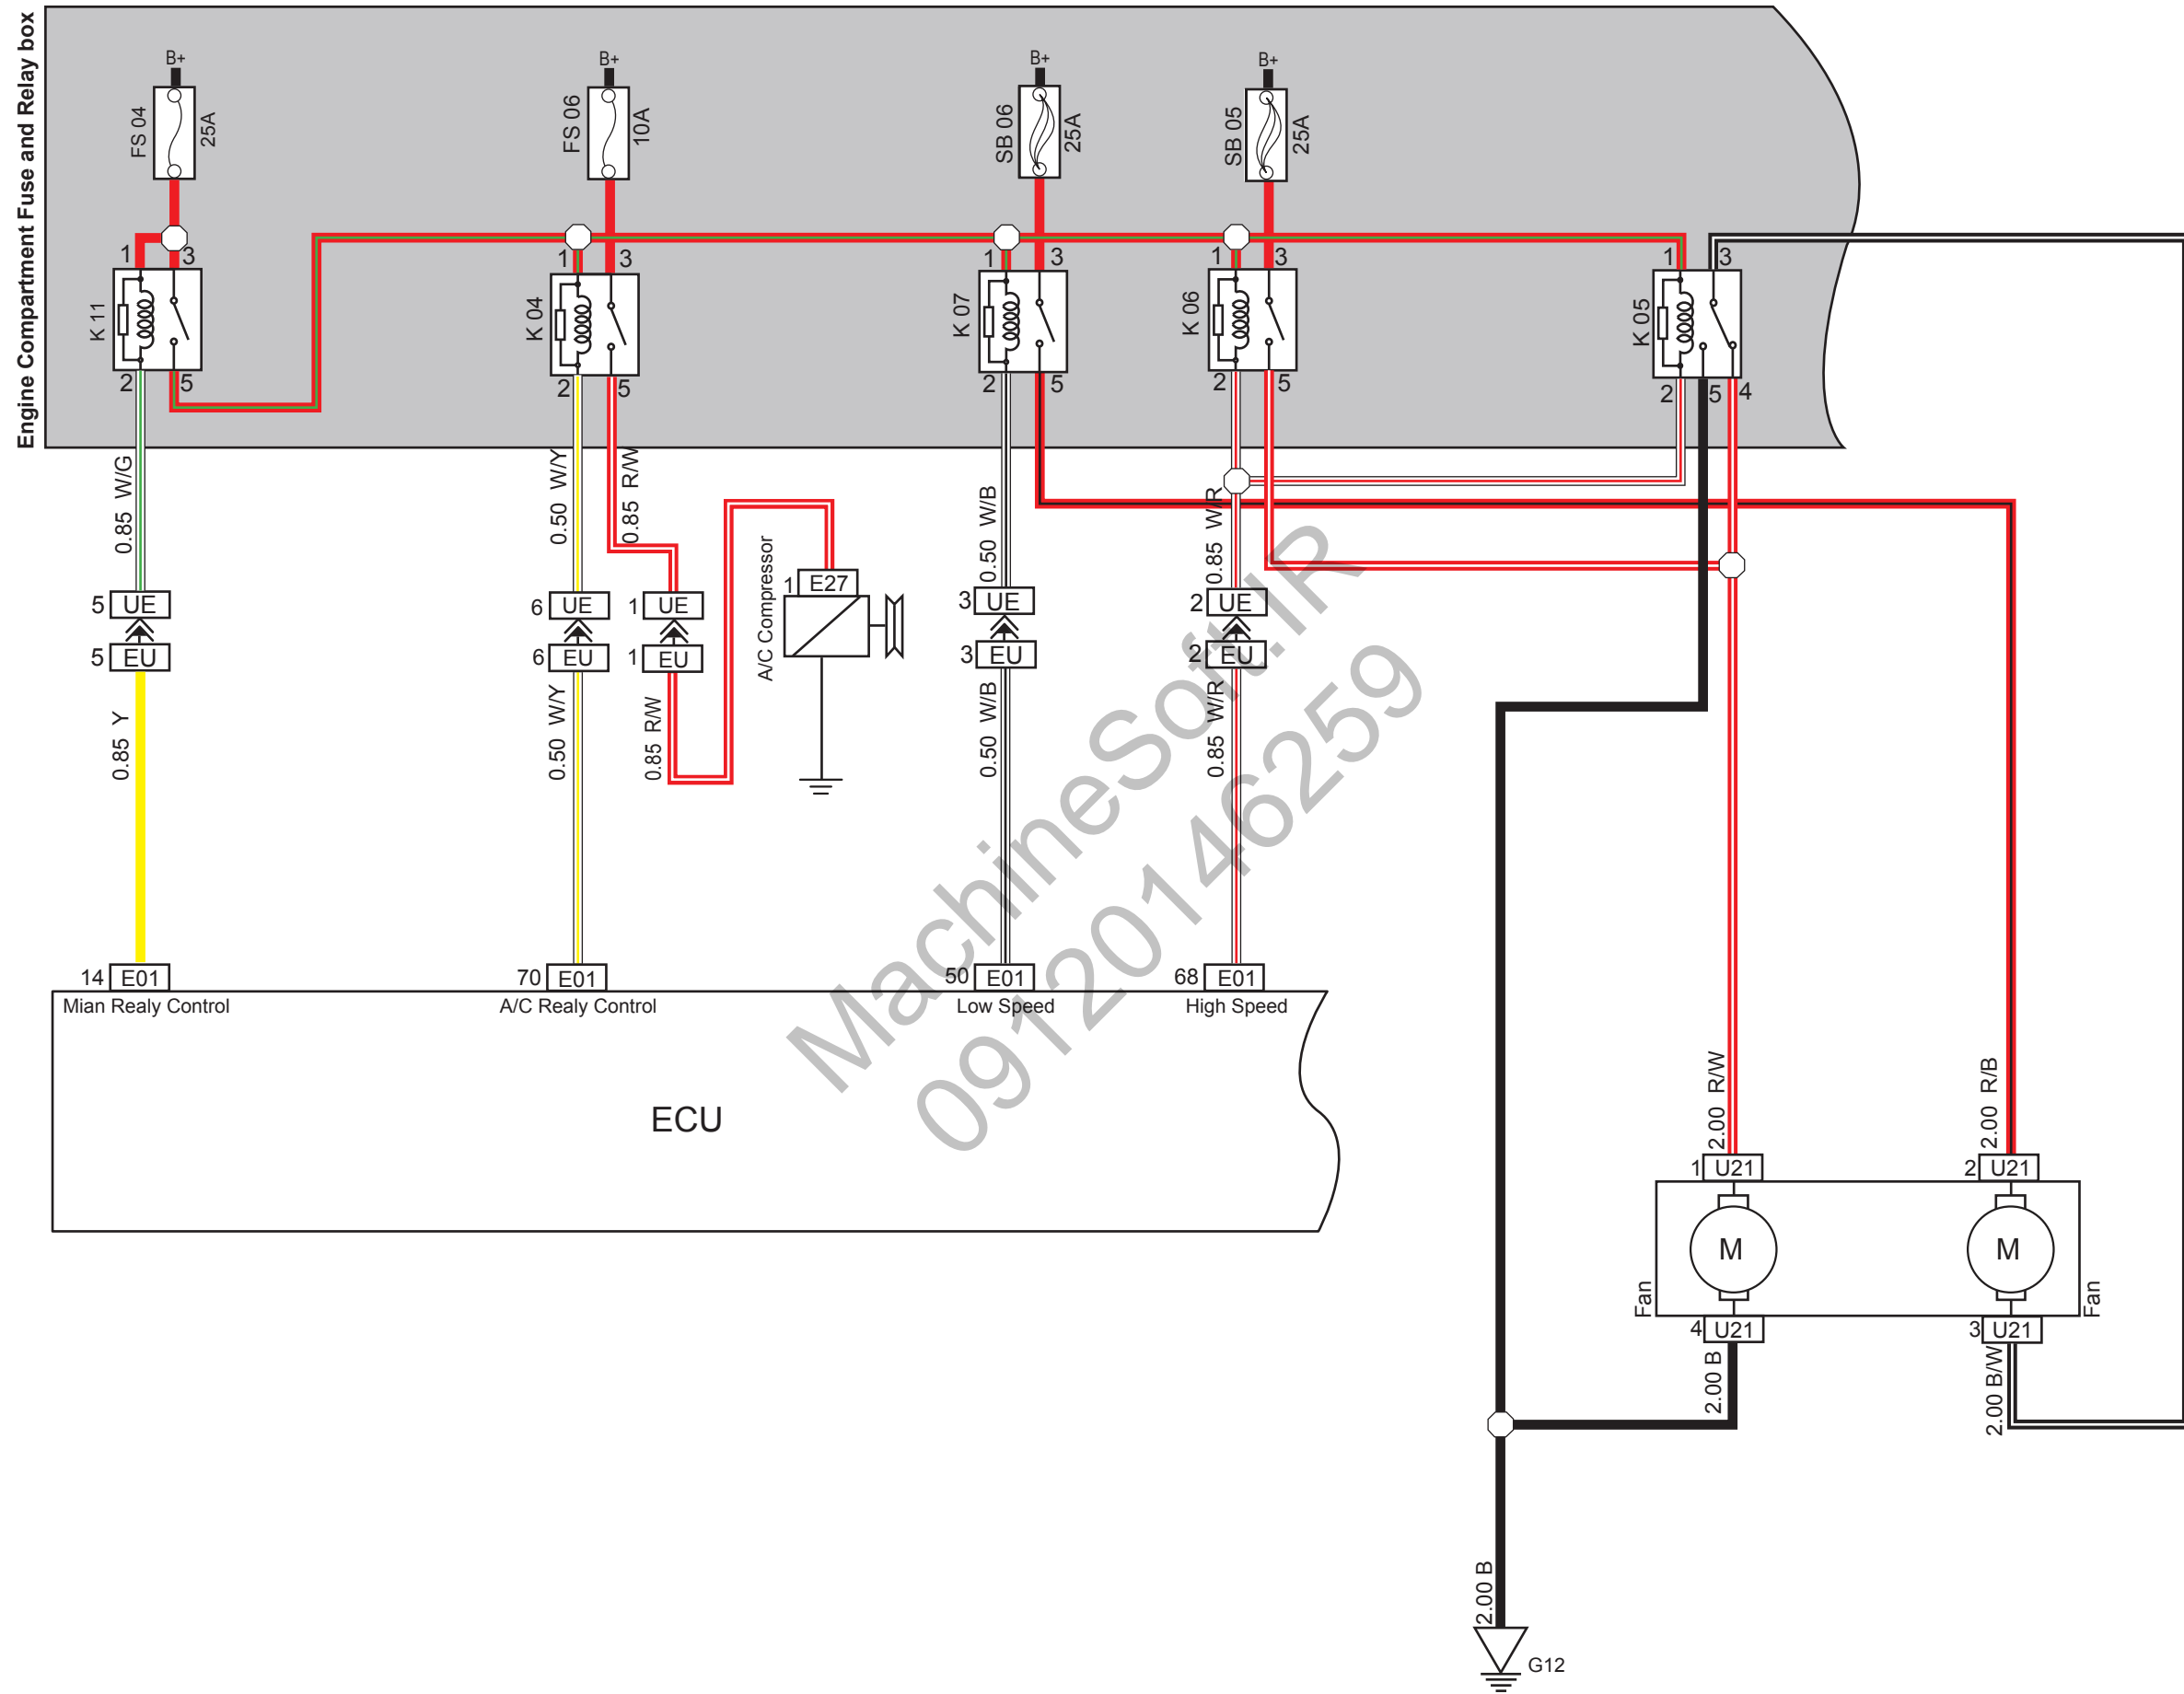 Engine Compartment Fuse and Relay box
B+
B+
B+
B+
FS 04
25A
FS 06
10A
SB 06
25A
SB 05
25A
1
3
1
3
1
3
1
3
1
3
K 11
K 04
K 07
K 06
K 05
2
5
2
5
2
5
2
5
2
5
4
0.85 W/G
0.50 W/Y
0.85 R/W
0.50 W/B
0.85 W/R
A/C Compressor
1
E27
5
UE
6
UE
1
UE
3
UE
2
UE
5
EU
6
EU
1
EU
3
EU
2
EU
0.85 Y
0.50 W/Y
0.85 R/W
0.50 W/B
0.85 W/R
MachineSoft.IR
09120146259
14
E01
70
E01
50
E01
68
E01
Mian Realy Control
A/C Realy Control
Low Speed
High Speed
ECU
2.00 R/W
2.00 R/B
1
U21
2
U21
M
M
Fan
Fan
4
U21
3
U21
2.00 B
2.00 B/W
2.00 B
G12